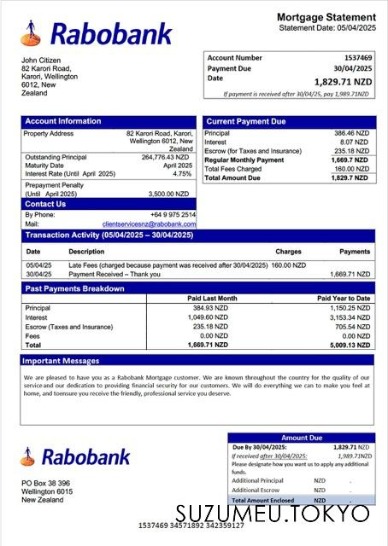 Rabobank
Mortgage Statement
Statement Date: 05/04/2025
John Citizen
82 Karori Road,
Karori, Wellington
6012, New
Zealand
Account Number 1537469
Payment Due 30/04/2025
Date
1,829.71 NZD
If payment is received after 30/04/25, pay 1,989.71NZD
Account Information
Property Address 82 Karori Road, Karori,
Wellington 6012, New
Zealand
Outstanding Principal 264,776.43 NZD
Maturity Date April 2025
Interest Rate (Until April 2025) 4.75%
Prepayment Penalty
(Until April 2025) 3,500.00 NZD
Contact Us
By Phone: +64 9 975 2514
Mail: clientservicesnz@rabobank.com
Current Payment Due
Principal 386.46 NZD
Interest 8.07 NZD
Escrow (for Taxes and Insurance) 235.18 NZD
Regular Monthly Payment 1,669.7 NZD
Total Fees Charged 160.00 NZD
Total Amount Due 1,829.7 NZD
Transaction Activity (05/04/2025 – 30/04/2025)
Date Description Charges Payments
05/04/25 Late Fees (charged because payment was received after 30/04/2025) 160.00 NZD
30/04/25 Payment Received – Thank you 1,669.71 NZD
Past Payments Breakdown
Paid Last Month Paid Year to Date
Principal 384.93 NZD 1,150.25 NZD
Interest 1,049.60 NZD 3,153.34 NZD
Escrow (Taxes and Insurance) 235.18 NZD 705.54 NZD
Fees 0.00 NZD 0.00 NZD
Total 1,669.71 NZD 5,009.13 NZD
Important Messages
We are pleased to have you as a Rabobank Mortgage customer. We are known throughout the country for the quality of our
service and our dedication to providing financial security for our customers. We will do everything we can to make you feel at
home, and toensure you receive the friendly, professional service you deserve.
Rabobank
PO Box 38 396
Wellington 6015
New Zealand
Amount Due
Due By 30/04/2025: 1,829.71 NZD
If received after 30/04/2025: 1,989.71NZD
Please designate how you want us to apply any additional
funds.
Additional Principal NZD .
Additional Escrow NZD .
Total Amount Enclosed NZD .
SUZUMEU.TOKYO
1537469 34571892 342359127